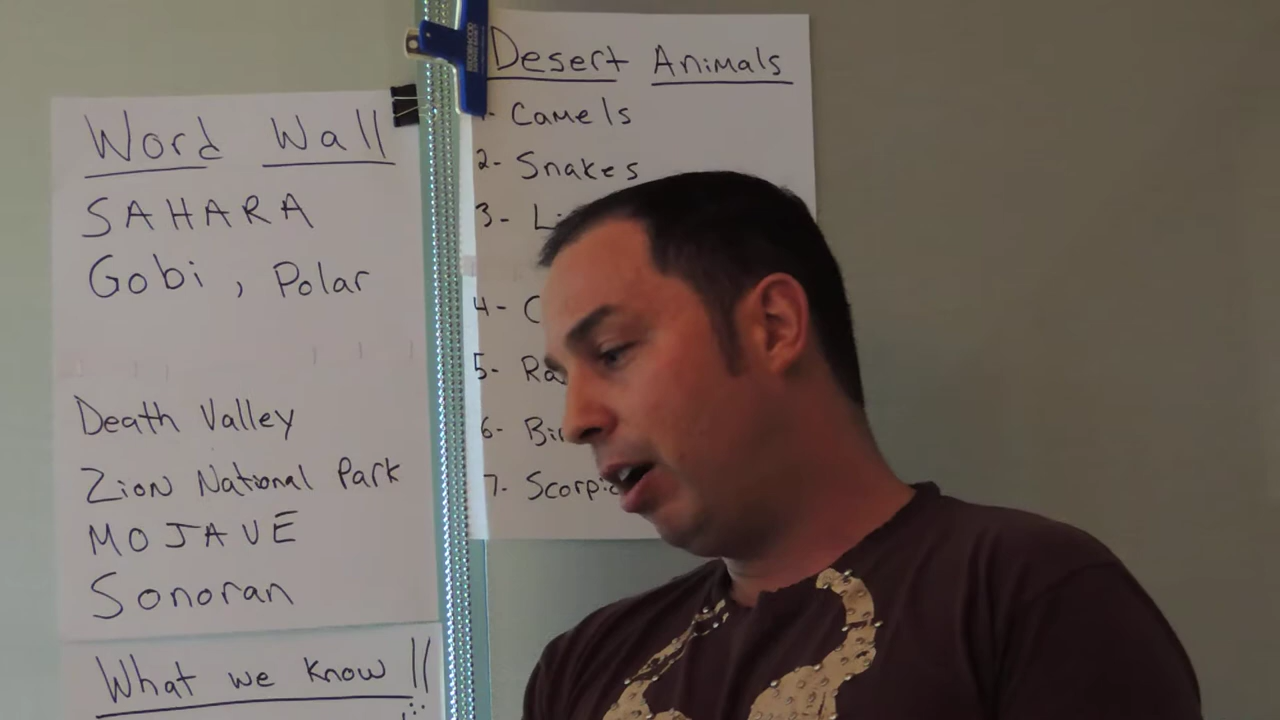 Word Wall
SAHARA
Gobi, Polar
Death Valley
Zion National Park
MOJAVE
Sonoran
What we know !!
Desert Animals
1- Camels
2- Snakes
3-
4-
5-
6-
7-